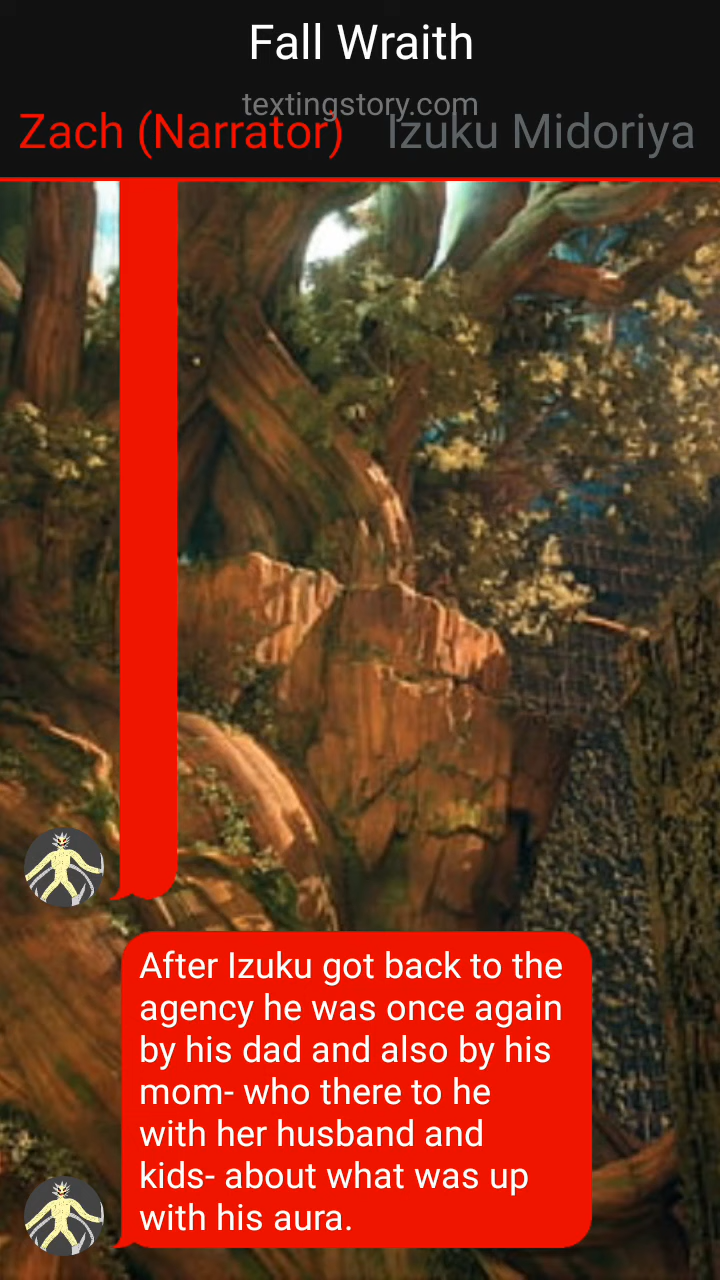 Fall Wraith
textingstory.com
Zach (Narrator) Izuku Midoriya
After Izuku got back to the
agency he was once again
by his dad and also by his
mom- who there to he
with her husband and
kids- about what was up
with his aura.